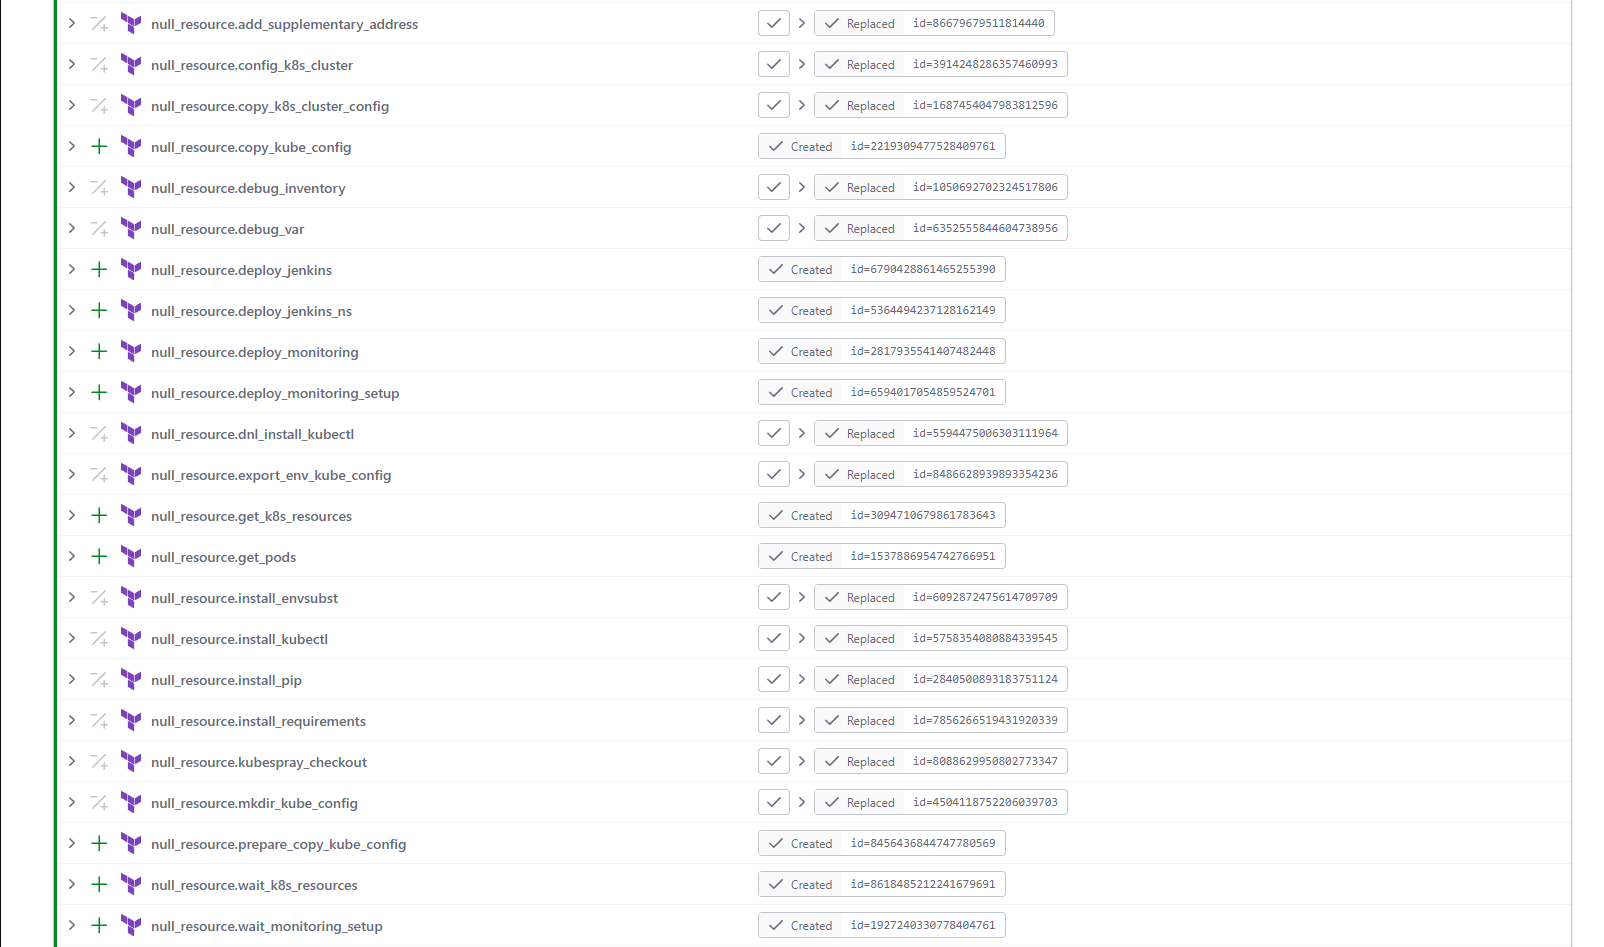 null_resource.add_supplementary_address Replaced id=86679679511814440
null_resource.config_k8s_cluster Replaced id=3914248286357460993
null_resource.copy_k8s_cluster_config Replaced id=1687454047983812596
null_resource.copy_kube_config Created id=2219309477528409761
null_resource.debug_inventory Replaced id=1050692702324517806
null_resource.debug_var Replaced id=6352555844604738956
null_resource.deploy_jenkins Created id=6790428861465255390
null_resource.deploy_jenkins_ns Created id=5364494237128162149
null_resource.deploy_monitoring Created id=2817935541407482448
null_resource.deploy_monitoring_setup Created id=6594017054859524701
null_resource.dnl_install_kubectl Replaced id=5594475006303111964
null_resource.export_env_kube_config Replaced id=8486628939893354236
null_resource.get_k8s_resources Created id=3094710679861783643
null_resource.get_pods Created id=1537886954742766951
null_resource.install_envsubst Replaced id=6092872475614709709
null_resource.install_kubectl Replaced id=5758354080884339545
null_resource.install_pip Replaced id=2840500893183751124
null_resource.install_requirements Replaced id=7856266519431920339
null_resource.kubespray_checkout Replaced id=8088629950802773347
null_resource.mkdir_kube_config Replaced id=4504118752206039703
null_resource.prepare_copy_kube_config Created id=8456436844747780569
null_resource.wait_k8s_resources Created id=8618485212241679691
null_resource.wait_monitoring_setup Created id=1927240330778404761